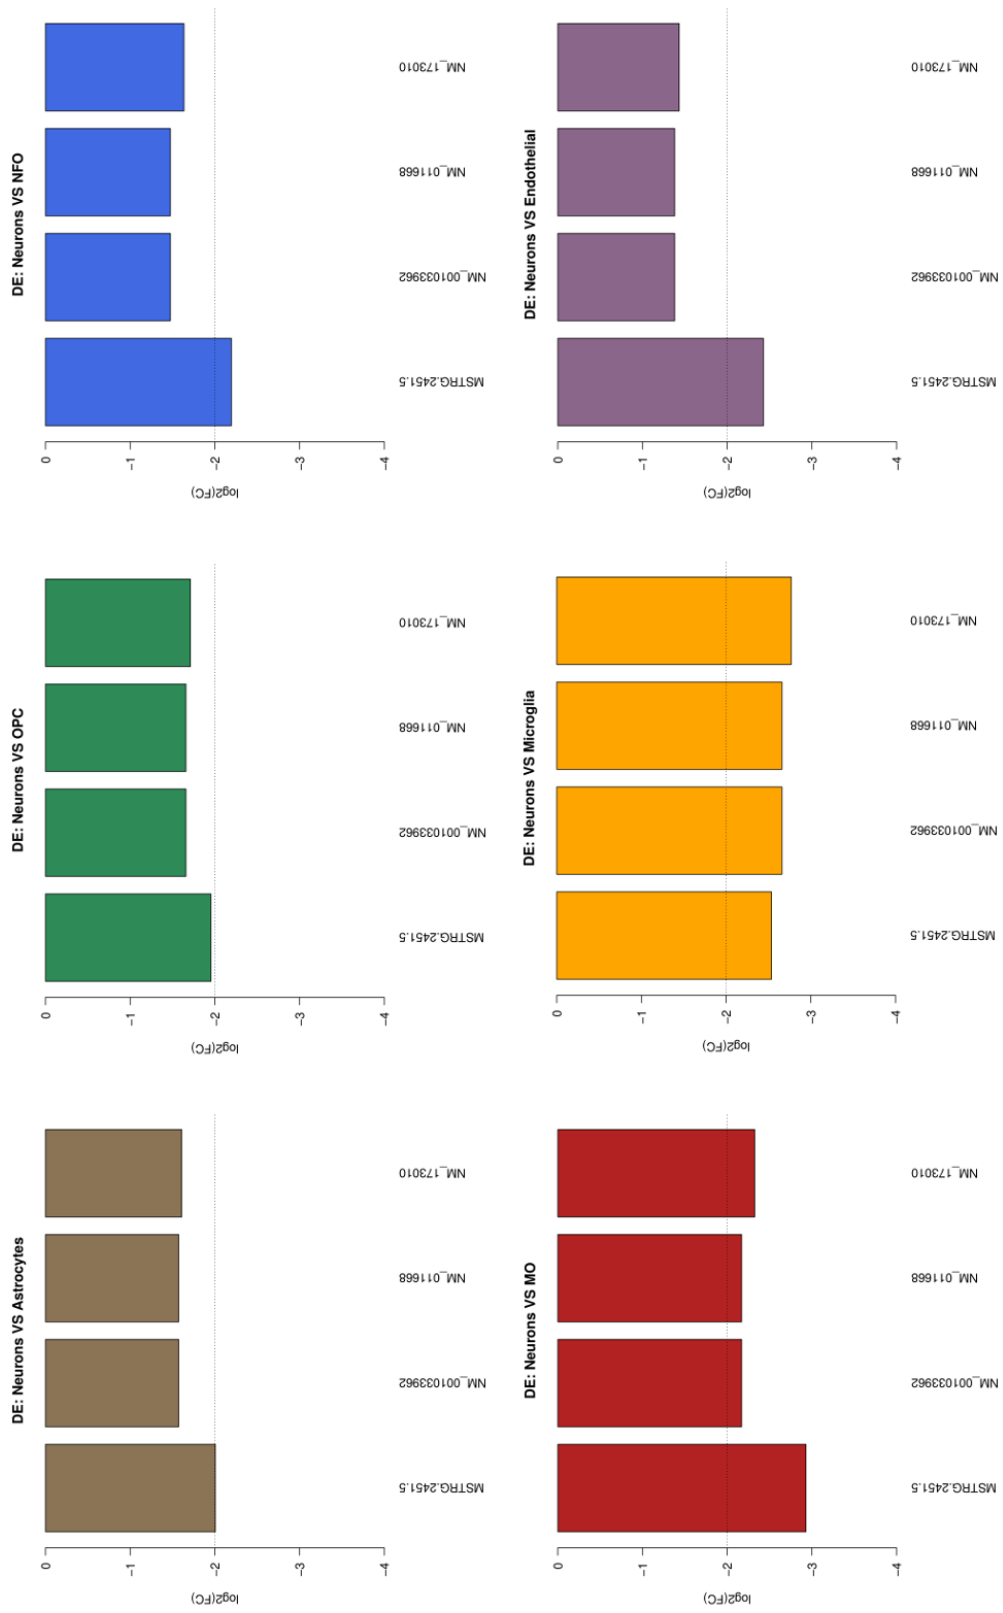 DE: Neurons VS NFO
log2(FC)
0
−1
−2
−3
−4
MSTRG.2451.5
NM_001033962
NM_011668
NM_173010
DE: Neurons VS Endothelial
log2(FC)
0
−1
−2
−3
−4
MSTRG.2451.5
NM_001033962
NM_011668
NM_173010
DE: Neurons VS OPC
log2(FC)
0
−1
−2
−3
−4
MSTRG.2451.5
NM_001033962
NM_011668
NM_173010
DE: Neurons VS Microglia
log2(FC)
0
−1
−2
−3
−4
MSTRG.2451.5
NM_001033962
NM_011668
NM_173010
DE: Neurons VS Astrocytes
log2(FC)
0
−1
−2
−3
−4
MSTRG.2451.5
NM_001033962
NM_011668
NM_173010
DE: Neurons VS MO
log2(FC)
0
−1
−2
−3
−4
MSTRG.2451.5
NM_001033962
NM_011668
NM_173010